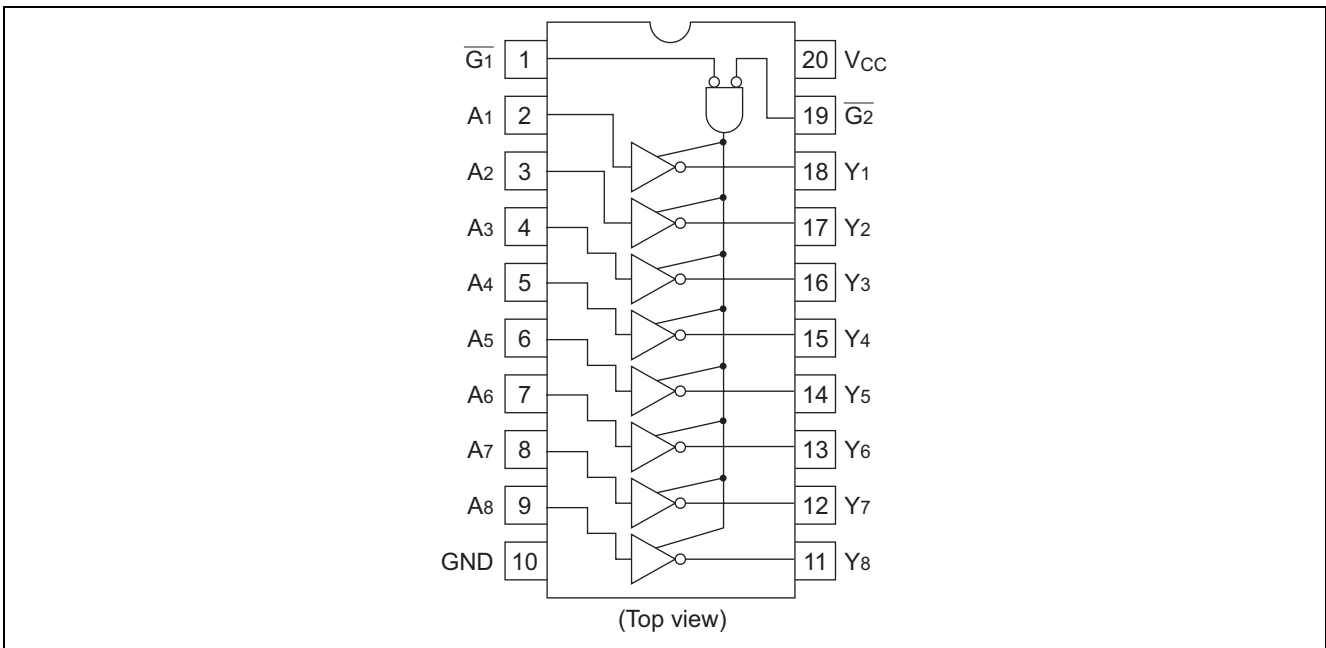 G1 1 20 VCC
A1 2 19 G2
A2 3 18 Y1
A3 4 17 Y2
A4 5 16 Y3
A5 6 15 Y4
A6 7 14 Y5
A7 8 13 Y6
A8 9 12 Y7
GND 10 11 Y8
(Top view)